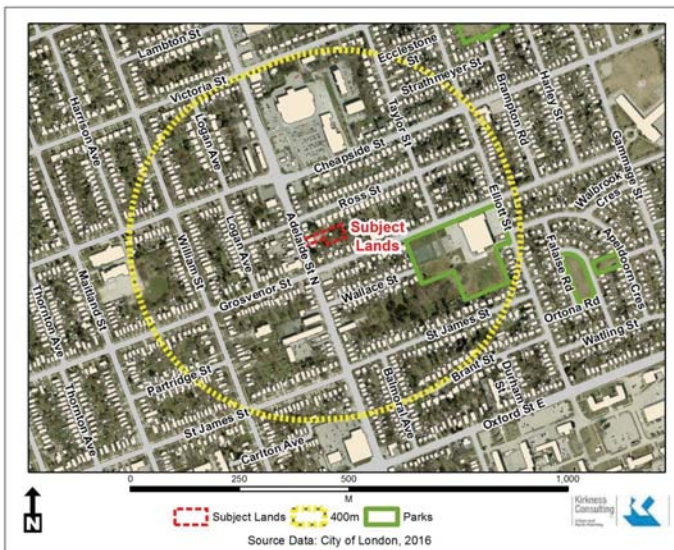 Lambton St
Ecclestone St
Strathmeyer St
Victoria St
Harrison Ave
Logan Ave
Taylor St
Brampton Rd
Harley St
Gammage St
Cheapside St
Ross St
Elliott St
Walbrook Cres
Adelaide St N
Subject Lands
William St
Logan Ave
Maitland St
Grosvenor St
Wallace St
Falaise Rd
Apeldoorn Cres
Ortona Rd
Watling St
Thornton Ave
St James St
Partridge St
Brant St
Durham St
Balmoral Ave
Oxford St E
Thornton Ave
St James St
Carlton Ave
0 250 500 1,000
M
N
Subject Lands 400m Parks
Source Data: City of London, 2016
Kirkness
Consulting